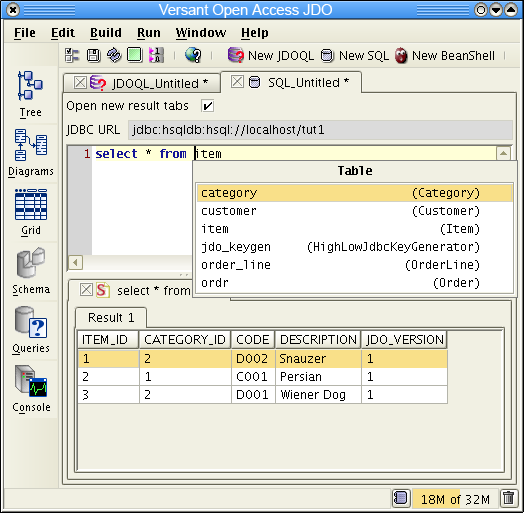 Versant Open Access JDO
File Edit Build Run Window Help
New JDOQL New SQL New BeanShell
JDOQL_Untitled * SQL_Untitled *
Open new result tabs
JDBC URL jdbc:hsqldb:hsql://localhost/tut1
1 select * from item
Table
category (Category)
customer (Customer)
item (Item)
jdo_keygen (HighLowJdbcKeyGenerator)
order_line (OrderLine)
ordr (Order)
Tree
Diagrams
Grid
Schema
Queries
Console
select * from
Result 1
ITEM_ID CATEGORY_ID CODE DESCRIPTION JDO_VERSION
1 2 D002 Snauzer 1
2 1 C001 Persian 1
3 2 D001 Wiener Dog 1
18M of 32M